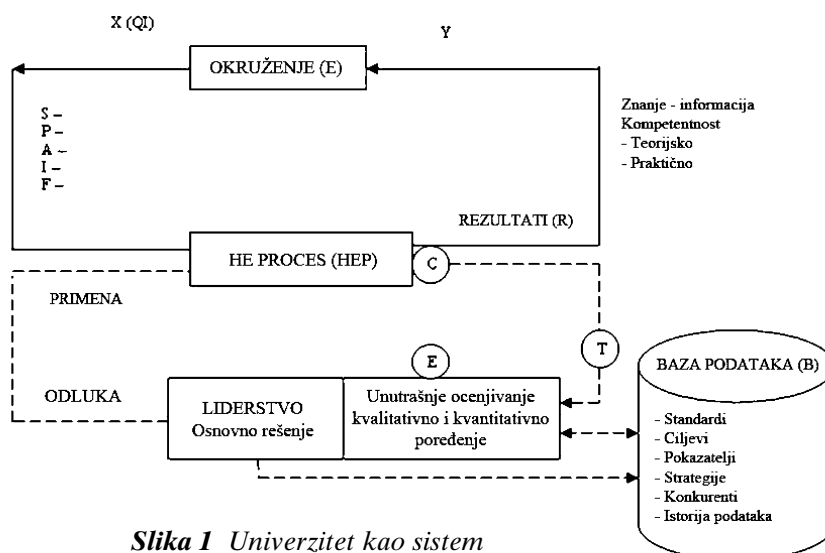 X (QI)
Y
OKRUŽENJE (E)
S –
P –
A –
I –
F –
Znanje - informacija
Kompetentnost
- Teorijsko
- Praktično
REZULTATI (R)
HE PROCES (HEP)
C
PRIMENA
T
E
BAZA PODATAKA (B)
ODLUKA
LIDERSTVO
Osnovno rešenje
Unutrašnje ocenjivanje
kvalitativno i kvantitativno
poređenje
- Standardi
- Ciljevi
- Pokazatelji
- Strategije
- Konkurenti
- Istorija podataka
Slika 1 Univerzitet kao sistem